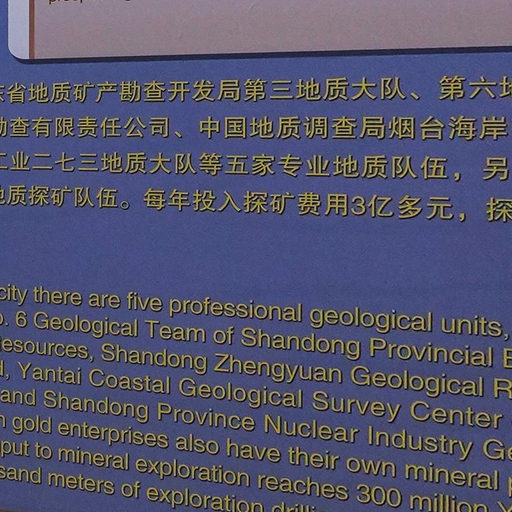 省地质矿产勘查开发局第三地质大队、第六地
勘查有限责任公司、中国地质调查局烟台海岸
工业二七三地质大队等五家专业地质队伍，另
地质探矿队伍。每年投入探矿费用3亿多元，探
city there are five professional geological units,
6 Geological Team of Shandong Provincial
Resources, Shandong Zhengyuan Geological
Yantai Coastal Geological Survey Center
and Shandong Province Nuclear Industry
gold enterprises also have their own mineral
put to mineral exploration reaches 300 million
sand meters of exploration